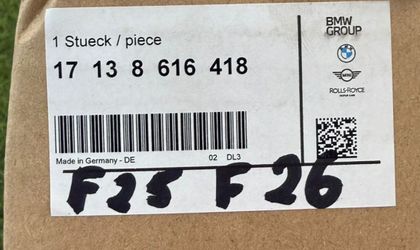 1 Stueck / piece
17 13 8 616 418
Made in Germany - DE 02 DL3
BMW
GROUP
ROLLS-ROYCE
F25 F 26